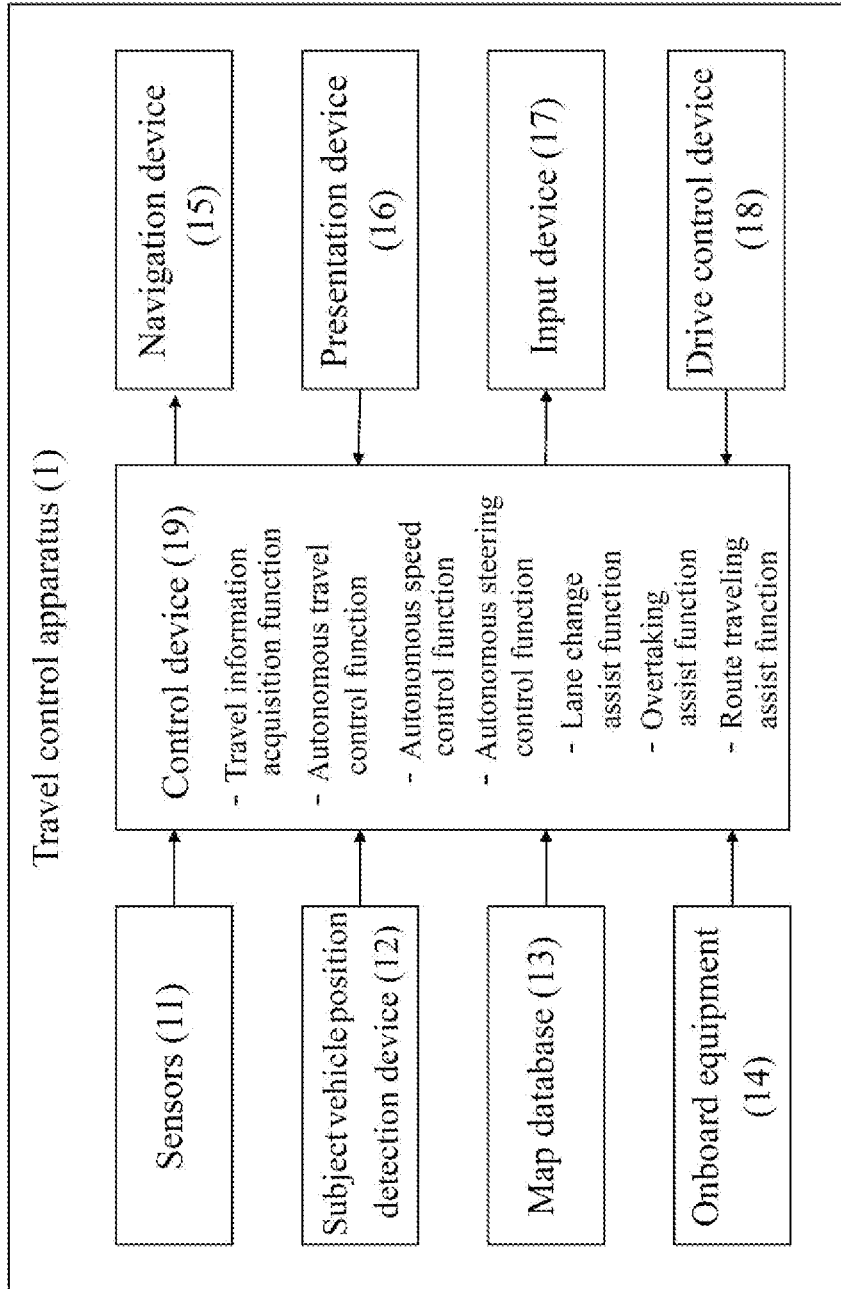 Travel control apparatus (1)
Sensors (11)
Subject vehicle position
detection device (12)
Map database (13)
Onboard equipment
(14)
Control device (19)
- Travel information
acquisition function
- Autonomous travel
control function
- Autonomous speed
control function
- Autonomous steering
control function
- Lane change
assist function
- Overtaking
assist function
- Route traveling
assist function
Navigation device
(15)
Presentation device
(16)
Input device (17)
Drive control device
(18)